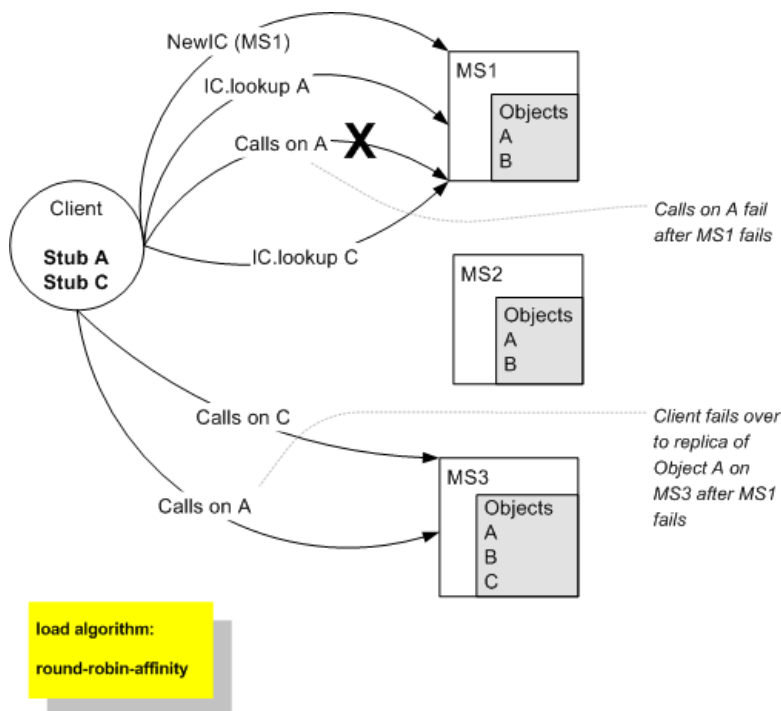 NewIC (MS1)
IC.lookup A
Calls on A
X
IC.lookup C
Client
Stub A
Stub C
MS1
Objects
A
B
Calls on A fail
after MS1 fails
MS2
Objects
A
B
Calls on C
Calls on A
MS3
Objects
A
B
C
Client fails over
to replica of
Object A on
MS3 after MS1
fails
load algorithm:
round-robin-affinity